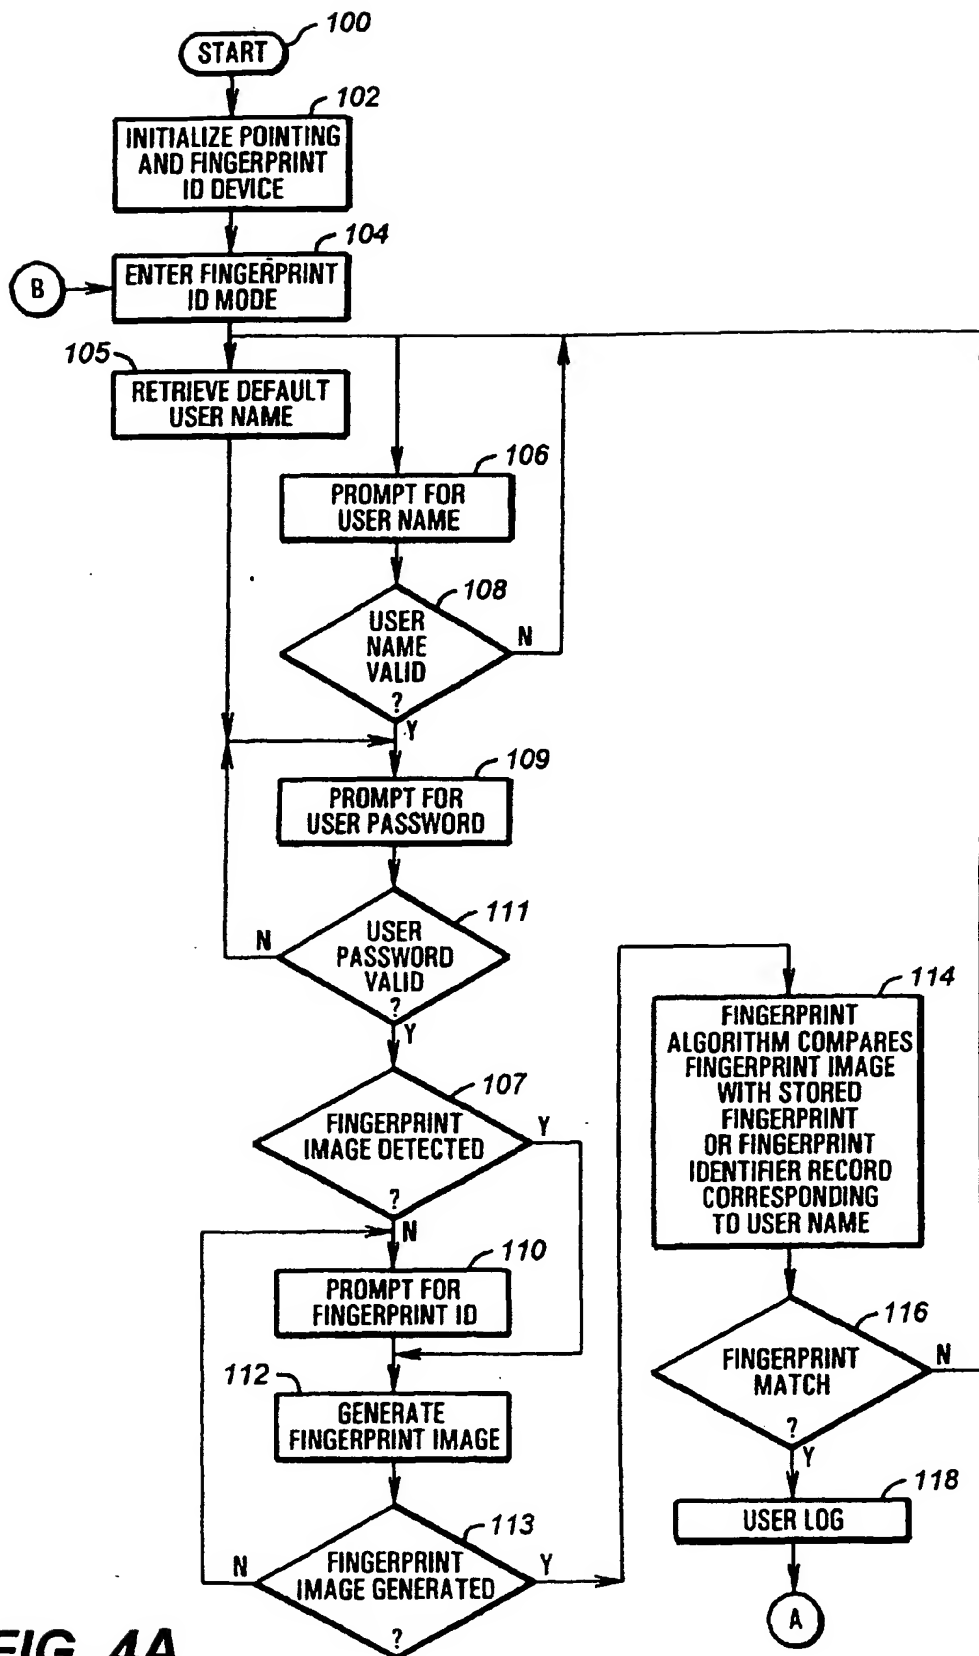 100
START
102
INITIALIZE POINTING
AND FINGERPRINT
ID DEVICE
104
B
ENTER FINGERPRINT
ID MODE
105
RETRIEVE DEFAULT
USER NAME
106
PROMPT FOR
USER NAME
108
USER
NAME
VALID
?
N
Y
109
PROMPT FOR
USER PASSWORD
111
USER
PASSWORD
VALID
?
N
Y
107
FINGERPRINT
IMAGE DETECTED
?
Y
N
110
PROMPT FOR
FINGERPRINT ID
112
GENERATE
FINGERPRINT IMAGE
113
FINGERPRINT
IMAGE GENERATED
?
N
Y
114
FINGERPRINT
ALGORITHM COMPARES
FINGERPRINT IMAGE
WITH STORED
FINGERPRINT
OR FINGERPRINT
IDENTIFIER RECORD
CORRESPONDING
TO USER NAME
116
FINGERPRINT
MATCH
?
N
Y
118
USER LOG
A
FIG. 4A